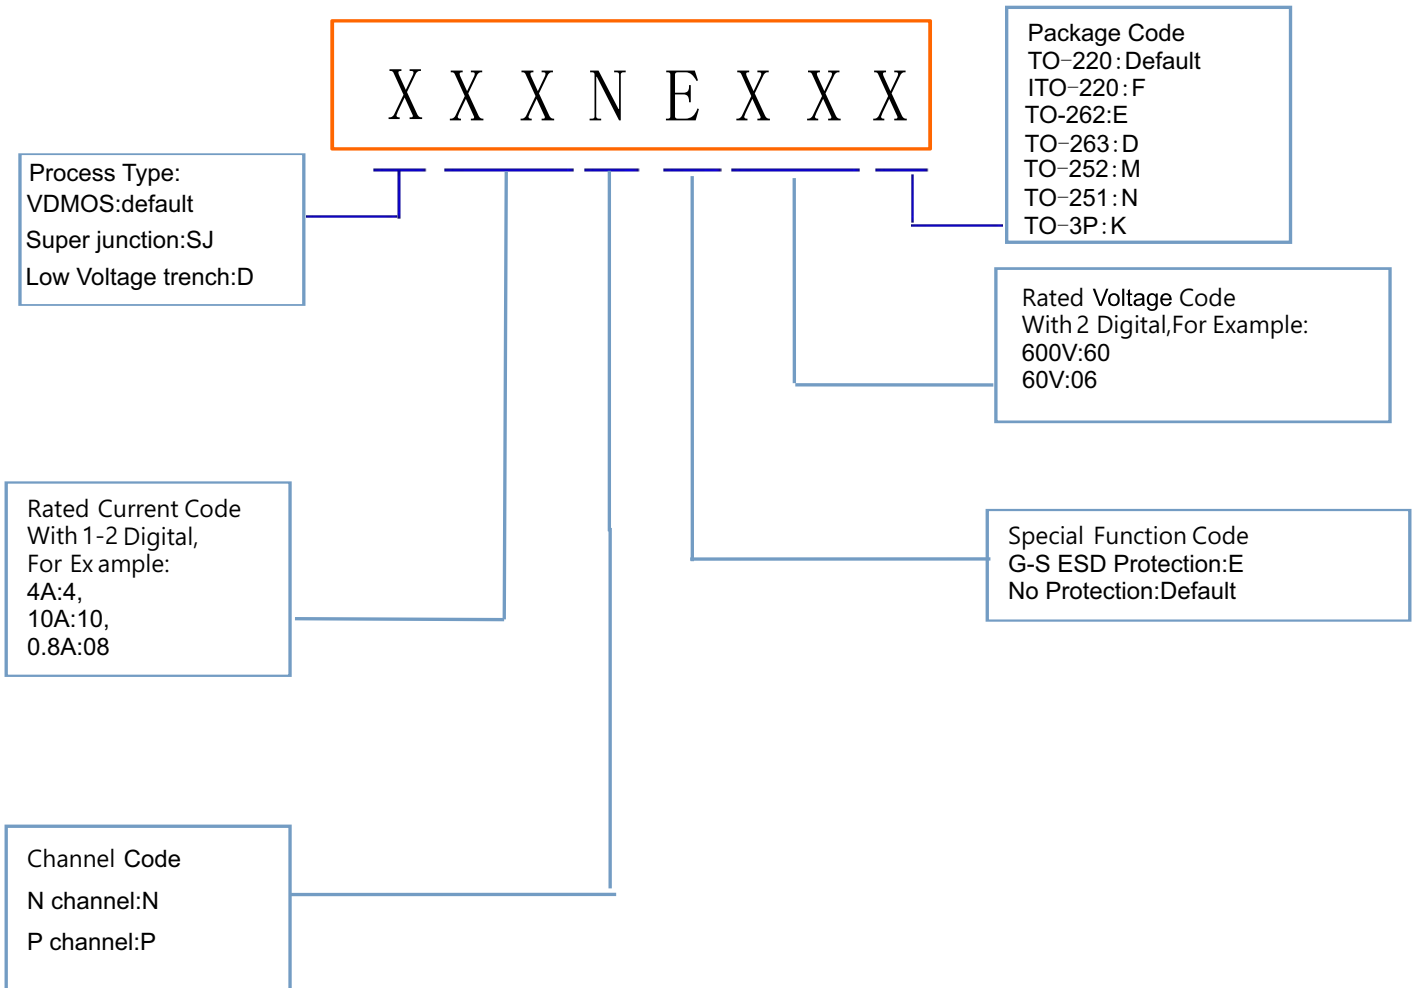 X X X N E X X X
Package Code
TO-220:Default
ITO-220:F
TO-262:E
TO-263:D
TO-252:M
TO-251:N
TO-3P:K
Process Type:
VDMOS:default
Super junction:SJ
Low Voltage trench:D
Rated Voltage Code
With 2 Digital,For Example:
600V:60
60V:06
Rated Current Code
With 1-2 Digital,
For Ex ample:
4A:4,
10A:10,
0.8A:08
Special Function Code
G-S ESD Protection:E
No Protection:Default
Channel Code
N channel:N
P channel:P